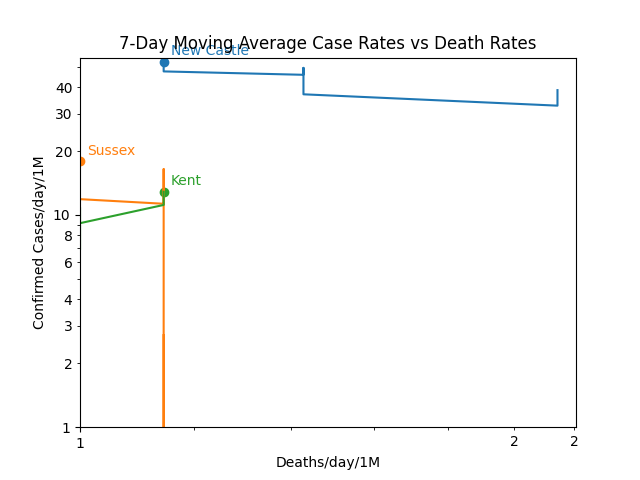 7-Day Moving Average Case Rates vs Death Rates
New Castle
Sussex
Kent
Confirmed Cases/day/1M
40
30
20
10
8
6
4
3
2
1
1
2
2
Deaths/day/1M